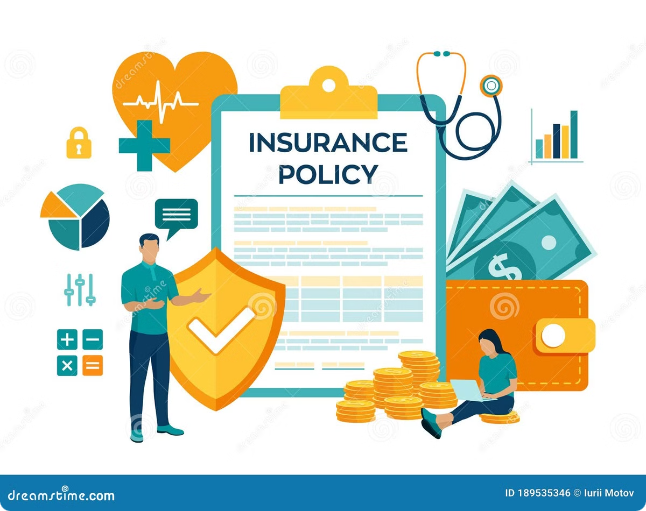 INSURANCE
POLICY
$
dreamstime.com
ID 189535346 © Iurii Motov